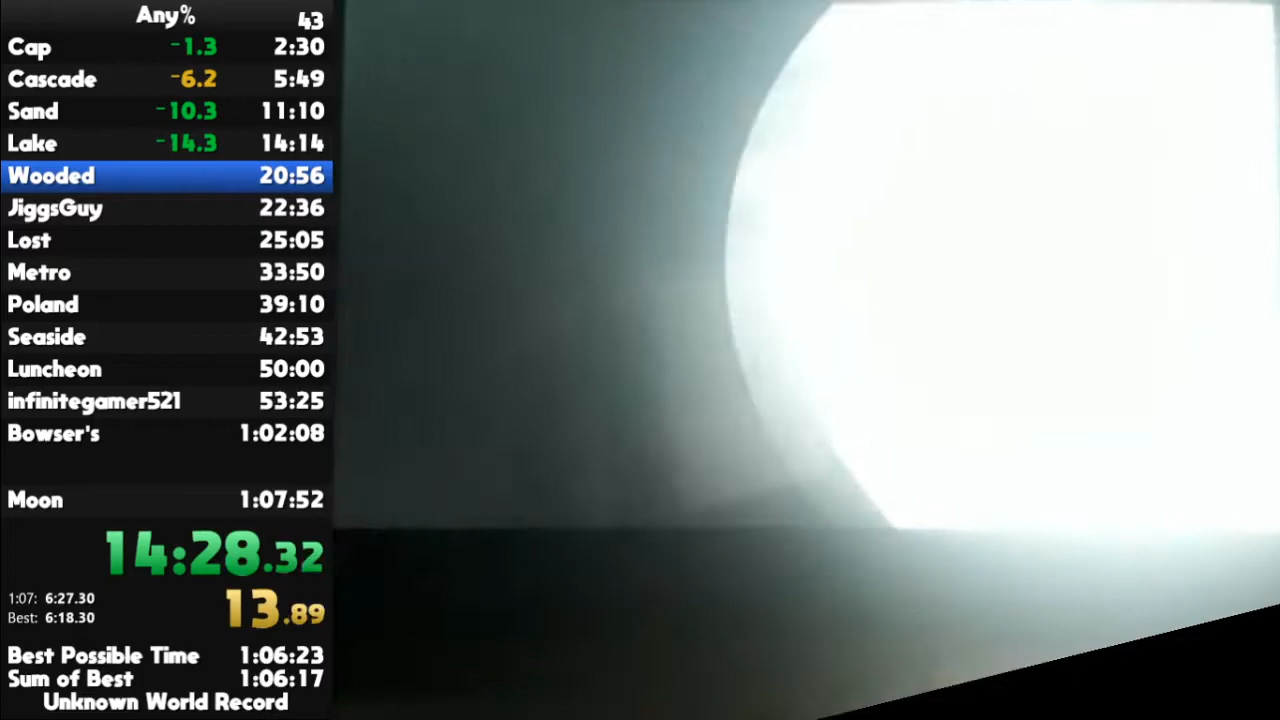 Any% 43
Cap -1.3 2:30
Cascade -6.2 5:49
Sand -10.3 11:10
Lake -14.3 14:14
Wooded 20:56
JiggsGuy 22:36
Lost 25:05
Metro 33:50
Poland 39:10
Seaside 42:53
Luncheon 50:00
infinitegamer521 53:25
Bowser's 1:02:08
Moon 1:07:52
14:28.32
1:07: 6:27.30 13.89
Best: 6:18.30
Best Possible Time 1:06:23
Sum of Best 1:06:17
Unknown World Record